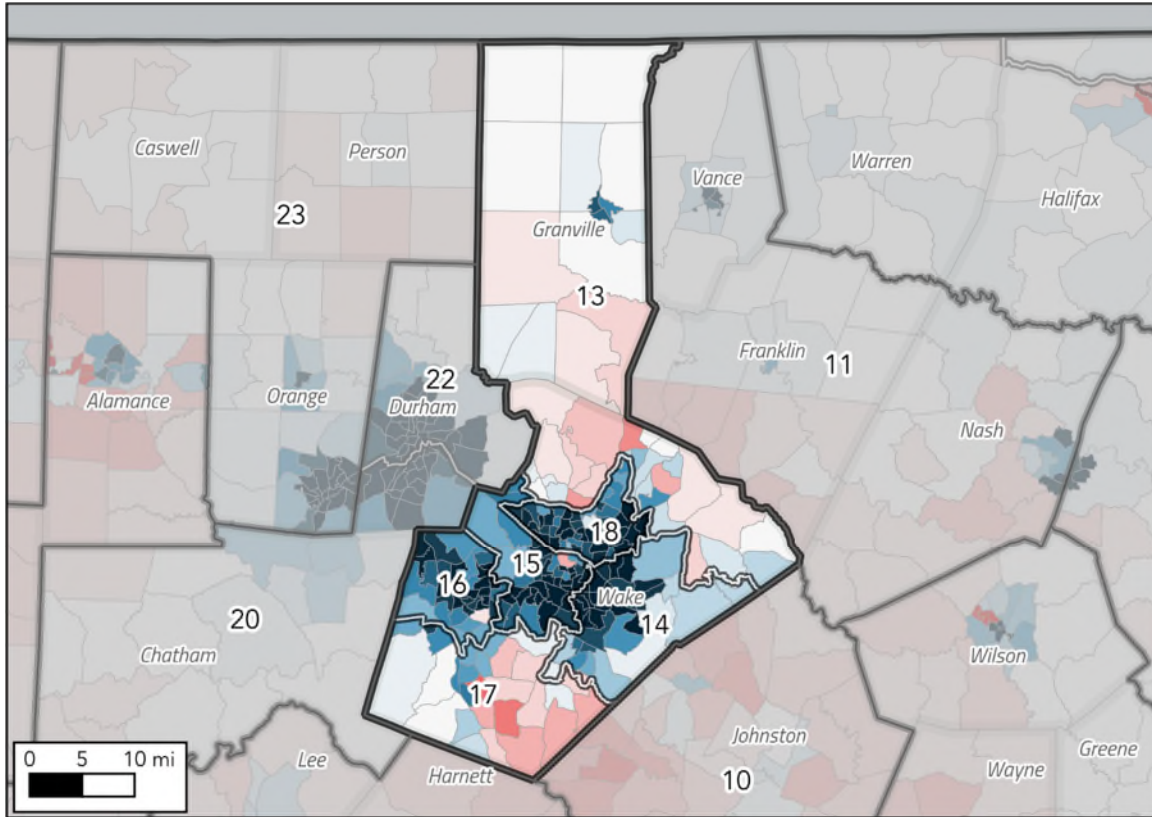 Caswell
Person
Vance
Warren
Halifax
23
Granville
13
Franklin
11
Alamance
Orange
22
Durham
Nash
18
15
16
Wake
14
20
Chatham
Wilson
17
Johnston
Greene
Lee
Harnett
10
Wayne
0 5 10 mi